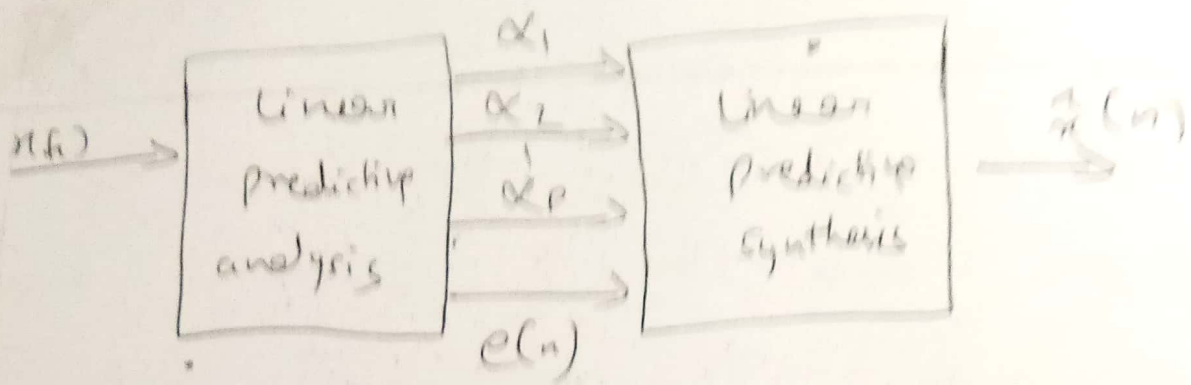 α₁
x(n)
Linear
predictive
analysis
α₂
αₚ
e(n)
Linear
predictive
synthesis
x̂(n)